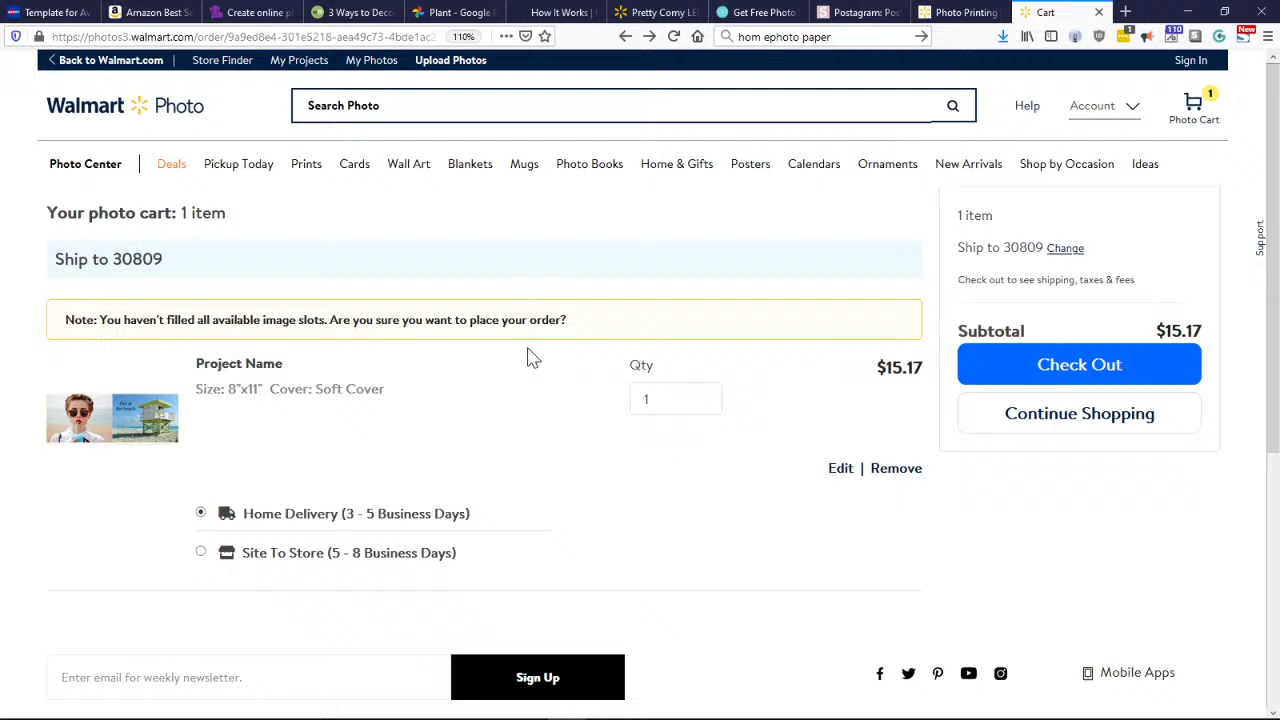 Template for Av
Amazon Best Se
Create online ph
3 Ways to Deco
Photos - Google P
How It Works |
Pretty Comy LE
Get Free Photo
Postagram: Pos
Photo Printing
Cart
https://photos3.walmart.com/order/9a9ed8e4-301e5218-aea49c73-4bde12
110%
hom ephoto paper
1
110
New
Back to Walmart.com
Store Finder
My Projects
My Photos
Upload Photos
Sign In
Walmart Photo
Search Photo
Help
Account
1
Photo Cart
Photo Center
Deals
Pickup Today
Prints
Cards
Wall Art
Blankets
Mugs
Photo Books
Home & Gifts
Posters
Calendars
Ornaments
New Arrivals
Shop by Occasion
Ideas
Your photo cart: 1 item
Ship to 30809
Note: You haven't filled all available image slots. Are you sure you want to place your order?
Project Name
Size: 8"x11" Cover: Soft Cover
Qty
1
$15.17
Edit | Remove
Home Delivery (3 - 5 Business Days)
Site To Store (5 - 8 Business Days)
1 item
Ship to 30809 Change
Check out to see shipping, taxes & fees
Subtotal $15.17
Check Out
Continue Shopping
Support
Enter email for weekly newsletter.
Sign Up
Mobile Apps